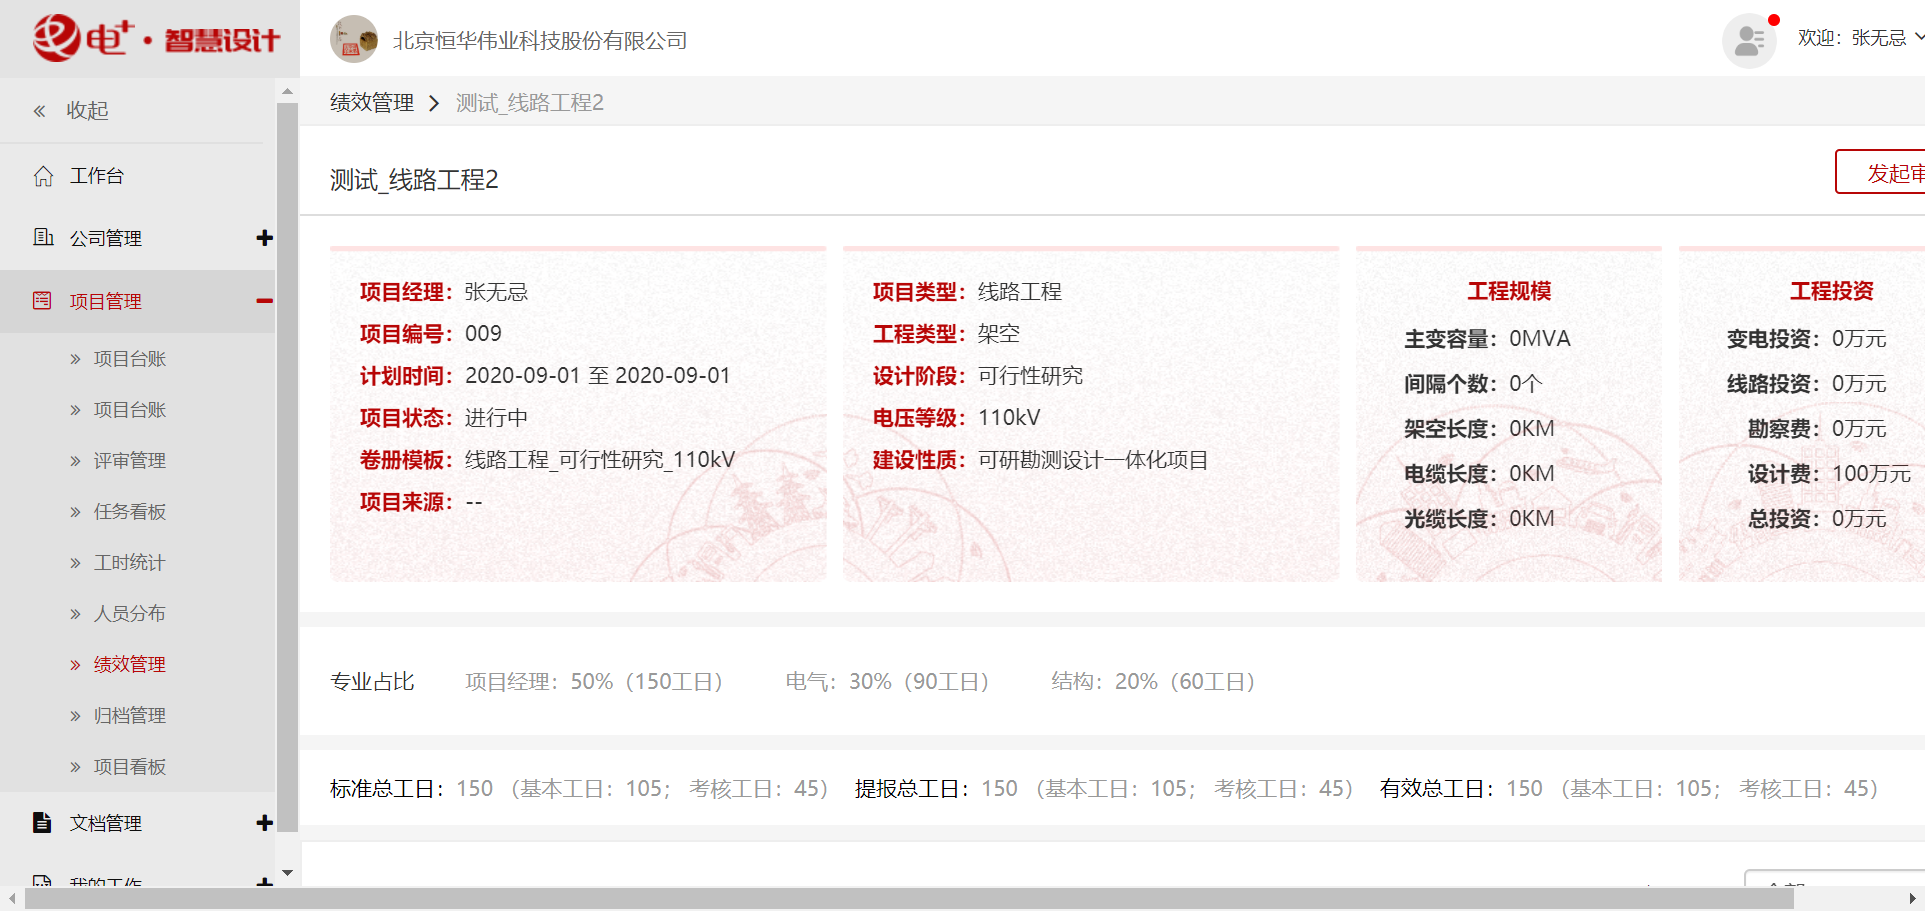 电+·智慧设计
北京恒华伟业科技股份有限公司
欢迎：张无忌
收起
绩效管理 > 测试_线路工程2
工作台
公司管理
项目管理
项目台账
项目台账
评审管理
任务看板
工时统计
人员分布
绩效管理
归档管理
项目看板
文档管理
我的工作
测试_线路工程2
发起审
项目经理：张无忌
项目编号：009
计划时间：2020-09-01 至 2020-09-01
项目状态：进行中
卷册模板：线路工程_可行性研究_110kV
项目来源：--
项目类型：线路工程
工程类型：架空
设计阶段：可行性研究
电压等级：110kV
建设性质：可研勘测设计一体化项目
工程规模
主变容量：0MVA
间隔个数：0个
架空长度：0KM
电缆长度：0KM
光缆长度：0KM
工程投资
变电投资：0万元
线路投资：0万元
勘察费：0万元
设计费：100万元
总投资：0万元
专业占比 项目经理：50%（150工日） 电气：30%（90工日） 结构：20%（60工日）
标准总工日：150 （基本工日：105； 考核工日：45） 提报总工日：150 （基本工日：105； 考核工日：45） 有效总工日：150 （基本工日：105； 考核工日：45）
全部